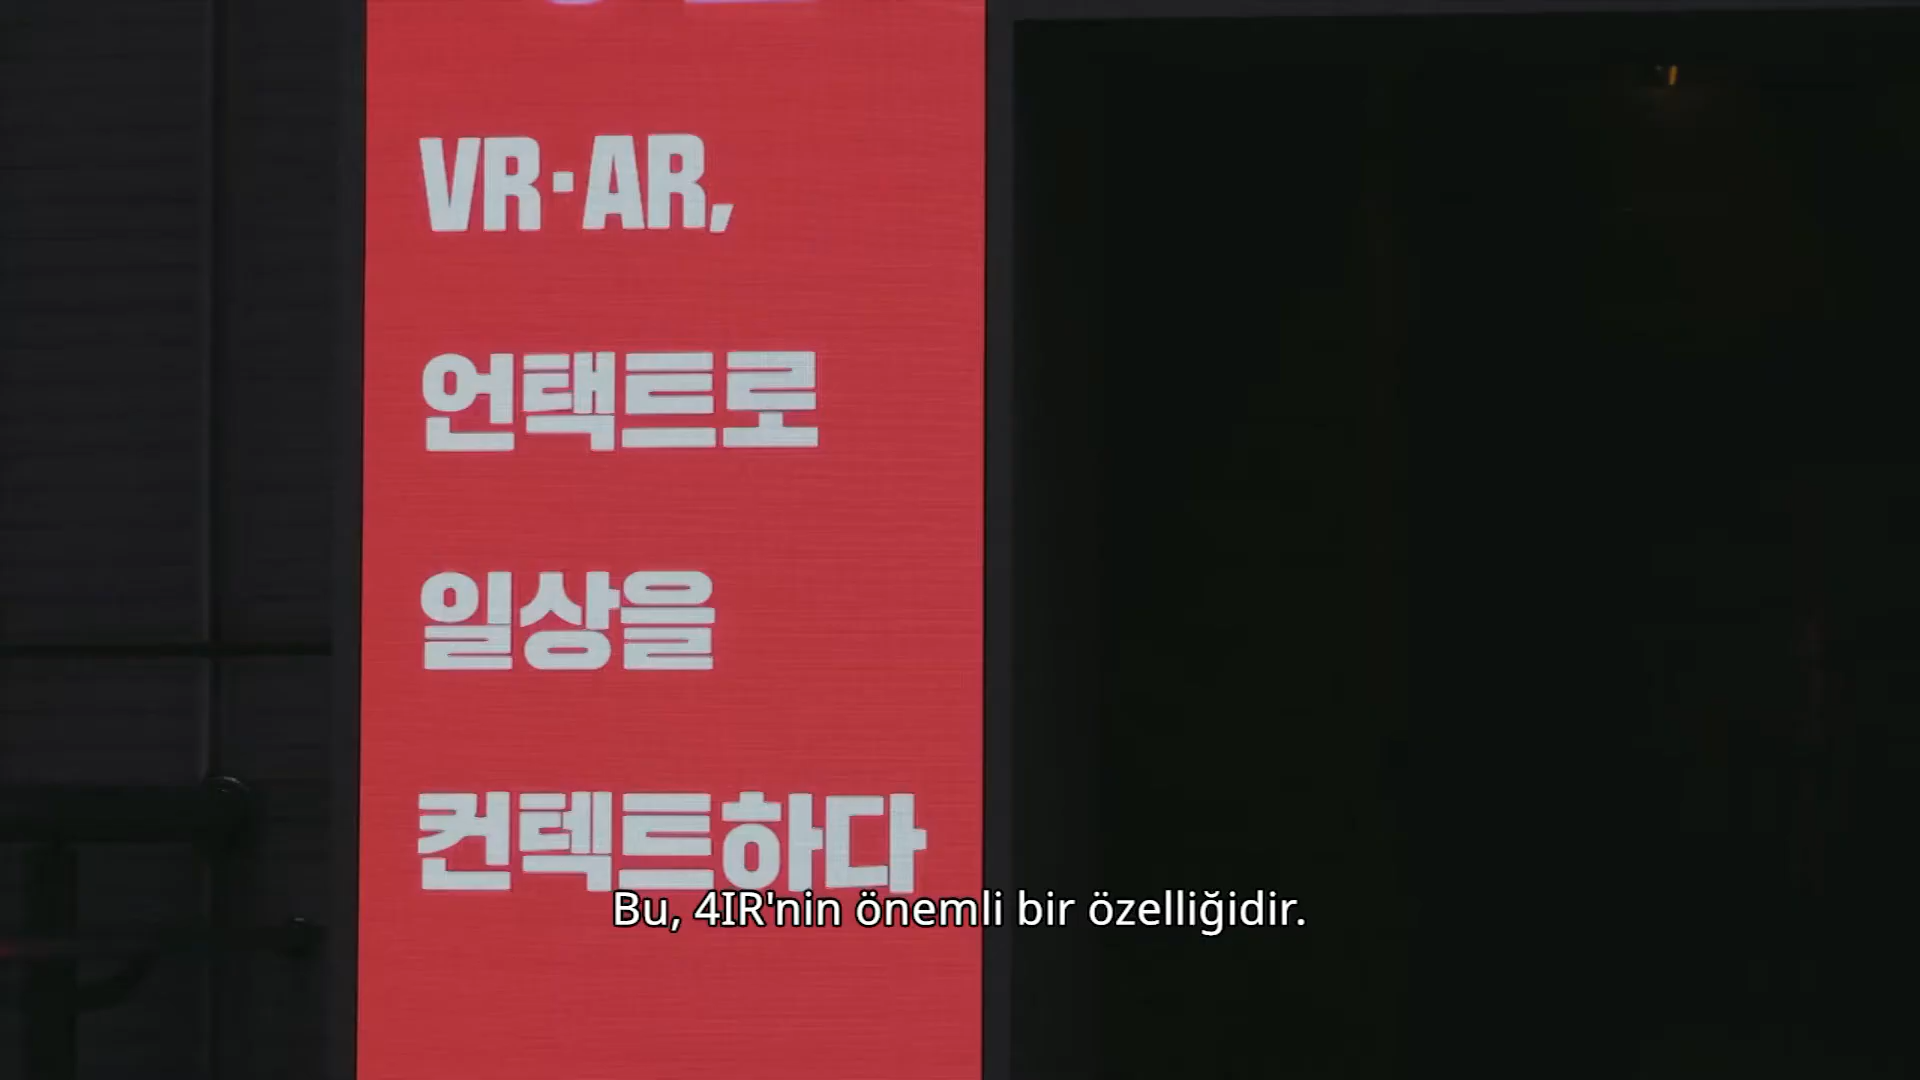 VR·AR,
언택트로
일상을
컨텍트하다
Bu, 4IR'nin önemli bir özelliğidir.